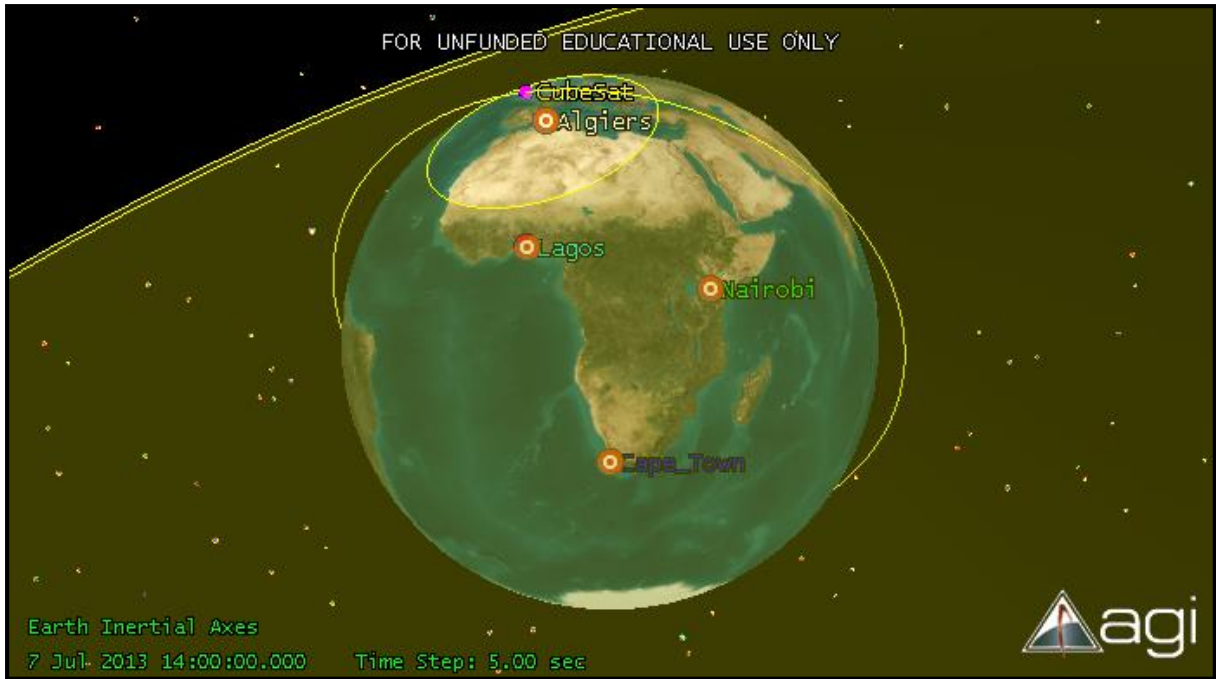 FOR UNFUNDED EDUCATIONAL USE ONLY
CubeSat
Algiers
Lagos
Nairobi
Cape_Town
Earth Inertial Axes
7 Jul 2013 14:00:00.000 Time Step: 5.00 sec
agi